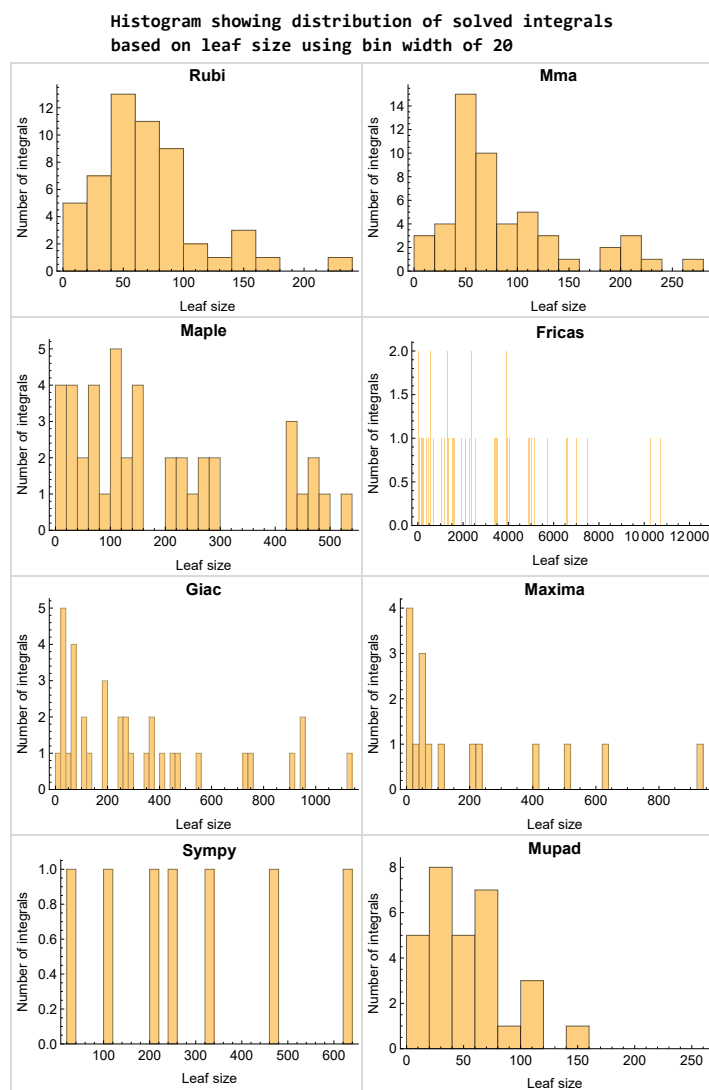 Histogram showing distribution of solved integrals
based on leaf size using bin width of 20
Rubi
Number of integrals
0 2 4 6 8 10 12
0 50 100 150 200
Leaf size
Mma
Number of integrals
0 2 4 6 8 10 12 14
0 50 100 150 200 250
Leaf size
Maple
Number of integrals
0 1 2 3 4 5
0 100 200 300 400 500
Leaf size
Fricas
Number of integrals
0.0 0.5 1.0 1.5 2.0
0 2000 4000 6000 8000 10000 12000
Leaf size
Giac
Number of integrals
0 1 2 3 4 5
0 200 400 600 800 1000
Leaf size
Maxima
Number of integrals
0 1 2 3 4
0 200 400 600 800
Leaf size
Sympy
Number of integrals
0.0 0.2 0.4 0.6 0.8 1.0
100 200 300 400 500 600
Leaf size
Mupad
Number of integrals
0 2 4 6 8
0 50 100 150 200 250
Leaf size